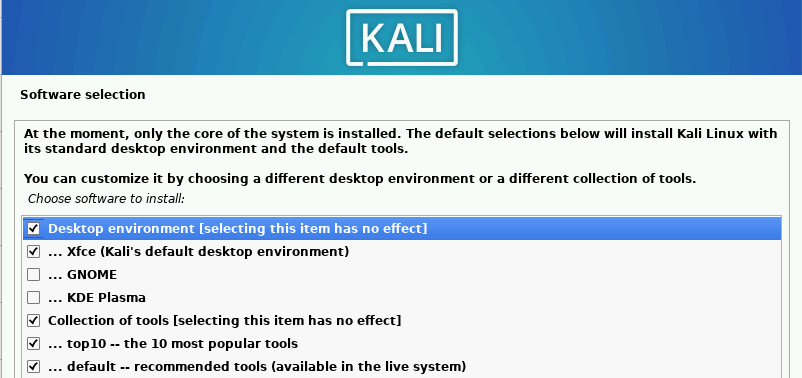 KALI
Software selection
At the moment, only the core of the system is installed. The default selections below will install Kali Linux with
its standard desktop environment and the default tools.
You can customize it by choosing a different desktop environment or a different collection of tools.
Choose software to install:
Desktop environment [selecting this item has no effect]
... Xfce (Kali's default desktop environment)
... GNOME
... KDE Plasma
Collection of tools [selecting this item has no effect]
... top10 -- the 10 most popular tools
... default -- recommended tools (available in the live system)